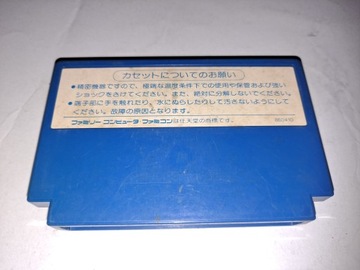 カセットについてのお願い
●精密機器ですので、極端な温度条件下での使用や保管および強い
ショックをさけてください。また、絶対に分解しないでください。
●端子部に手を触れたり、水にぬらしたりして汚さないようにして
ください。故障の原因となります。
ファミリーコンピュータ・ファミコンは任天堂の商標です。